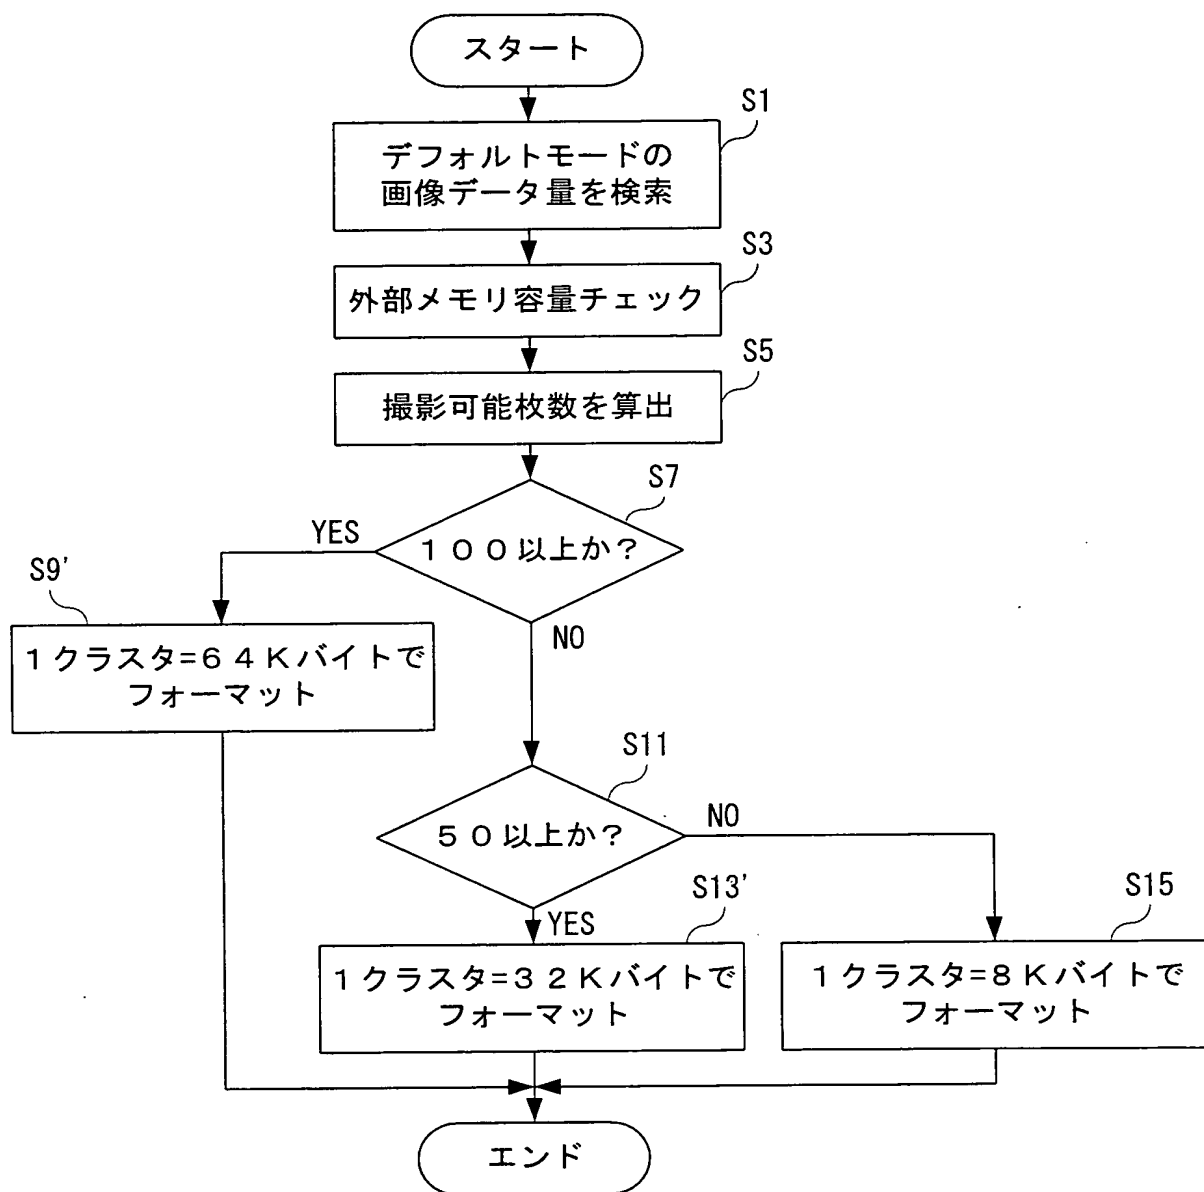 スタート
S1
デフォルトモードの
画像データ量を検索
S3
外部メモリ容量チェック
S5
撮影可能枚数を算出
S7
１００以上か？
YES
NO
S9'
１クラスタ=６４Ｋバイトで
フォーマット
S11
５０以上か？
NO
YES
S13'
１クラスタ=３２Ｋバイトで
フォーマット
S15
１クラスタ=８Ｋバイトで
フォーマット
エンド